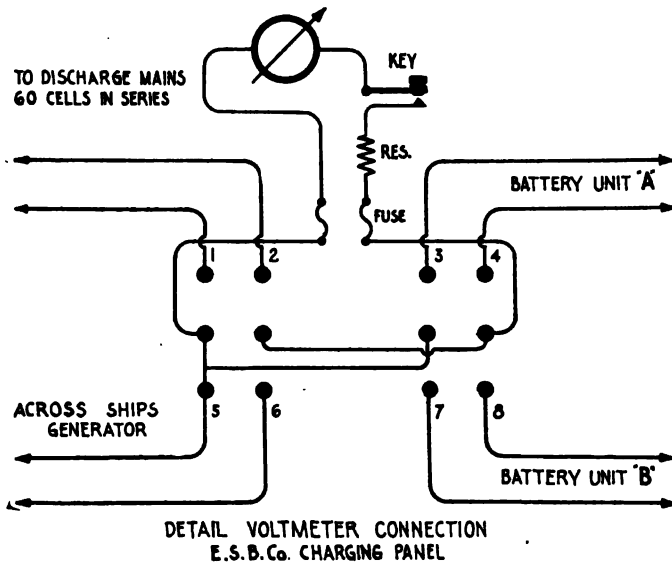 KEY
TO DISCHARGE MAINS
60 CELLS IN SERIES
RES.
BATTERY UNIT "A"
FUSE
1
2
3
4
5
6
7
8
ACROSS SHIPS
GENERATOR
BATTERY UNIT "B"
DETAIL VOLTMETER CONNECTION
E.S.B.Co. CHARGING PANEL